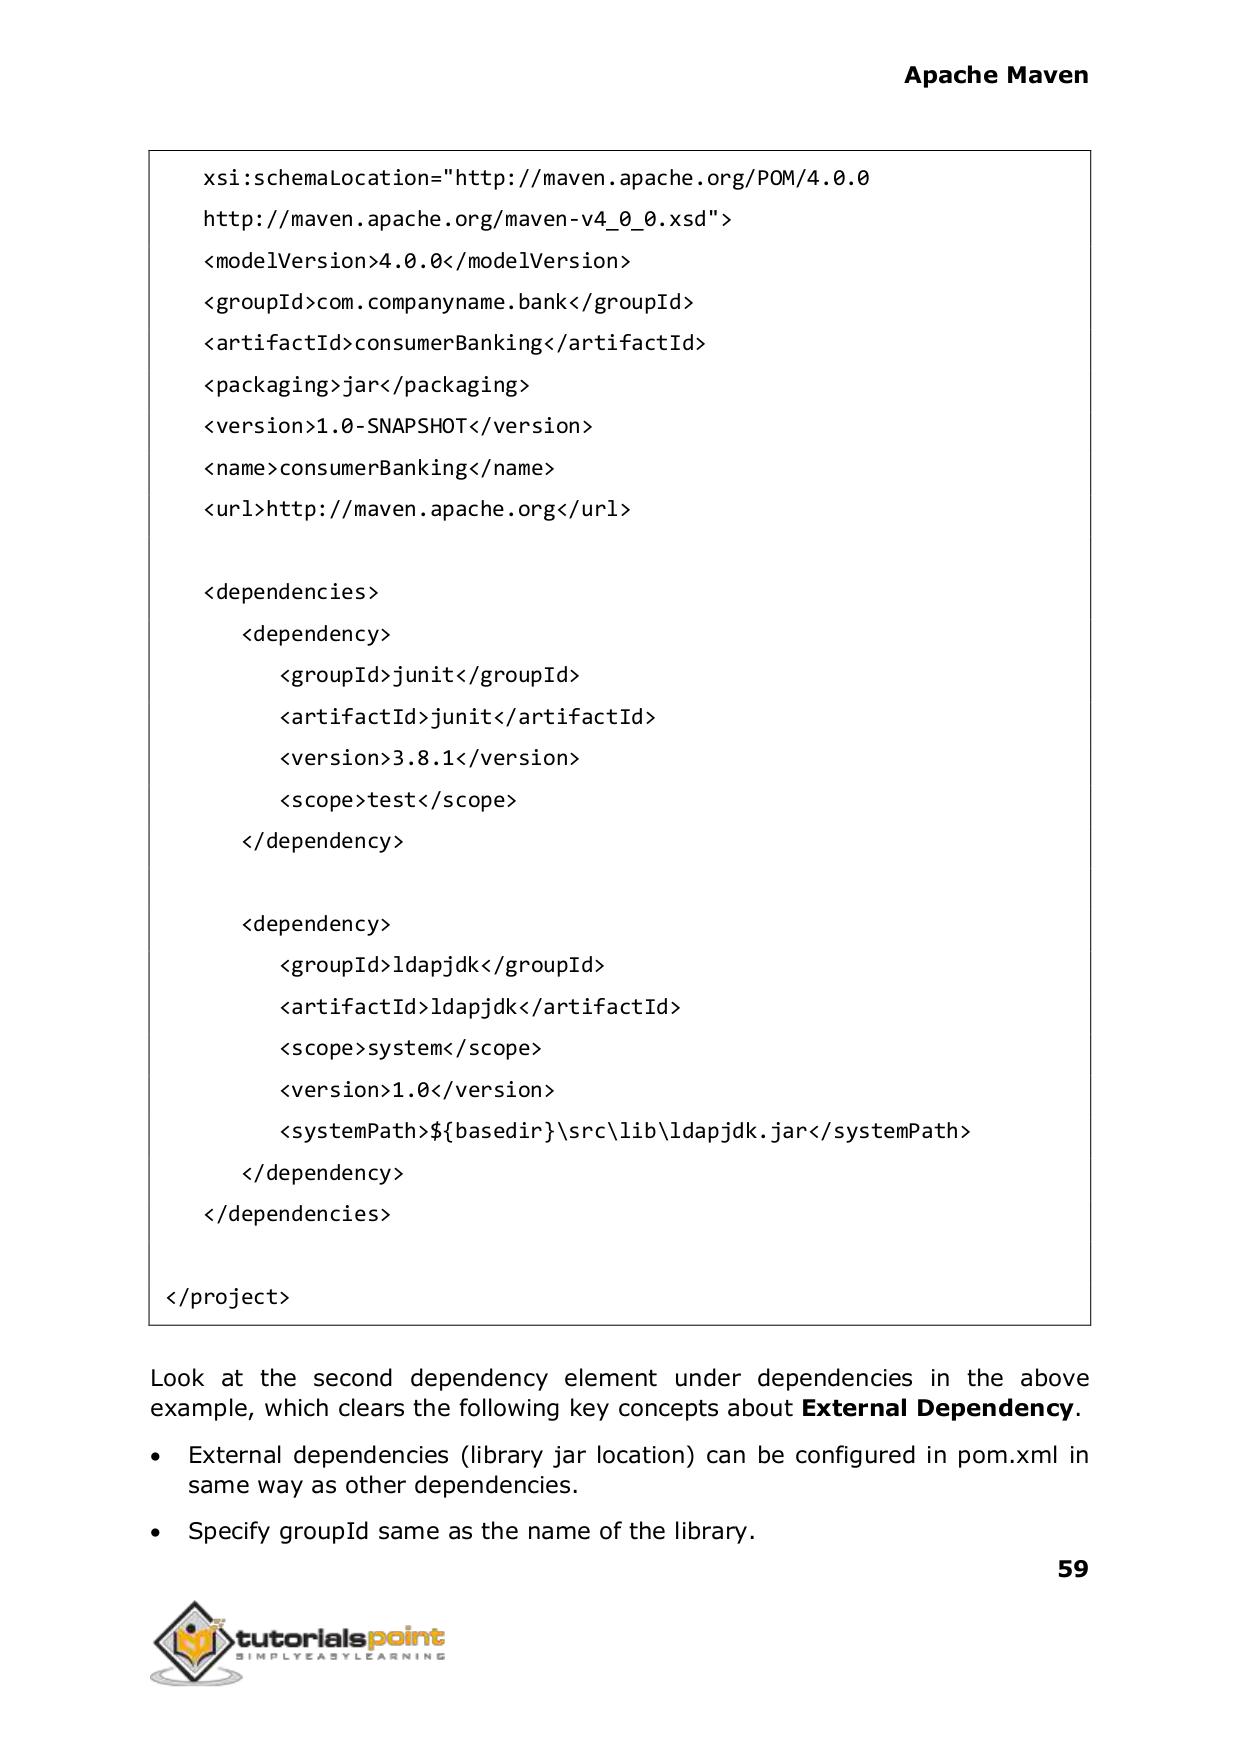 Apache Maven
xsi:schemaLocation="http://maven.apache.org/POM/4.0.0
http://maven.apache.org/maven-v4_0_0.xsd">
<modelVersion>4.0.0</modelVersion>
<groupId>com.companyname.bank</groupId>
<artifactId>consumerBanking</artifactId>
<packaging>jar</packaging>
<version>1.0-SNAPSHOT</version>
<name>consumerBanking</name>
<url>http://maven.apache.org</url>
<dependencies>
<dependency>
<groupId>junit</groupId>
<artifactId>junit</artifactId>
<version>3.8.1</version>
<scope>test</scope>
</dependency>
<dependency>
<groupId>ldapjdk</groupId>
<artifactId>ldapjdk</artifactId>
<scope>system</scope>
<version>1.0</version>
<systemPath>${basedir}\src\lib\ldapjdk.jar</systemPath>
</dependency>
</dependencies>
</project>
Look at the second dependency element under dependencies in the above
example, which clears the following key concepts about External Dependency.
• External dependencies (library jar location) can be configured in pom.xml in
same way as other dependencies.
• Specify groupId same as the name of the library.
59
tutorialspoint
SIMPLYEASYLEARNING